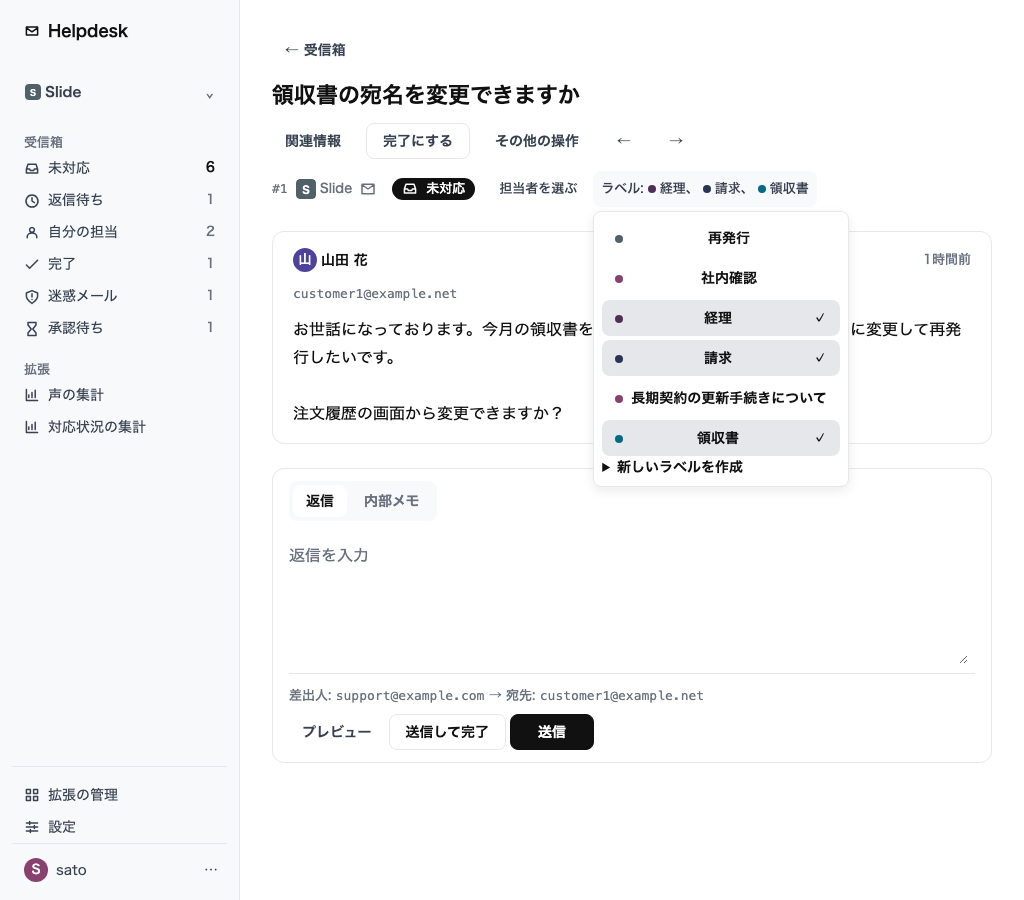 Helpdesk
S Slide
受信箱
未対応 6
返信待ち 1
自分の担当 2
完了 1
迷惑メール 1
承認待ち 1
拡張
声の集計
対応状況の集計
拡張の管理
設定
S sato ...
← 受信箱
領収書の宛名を変更できますか
関連情報 完了にする その他の操作 ← →
#1 S Slide 未対応 担当者を選ぶ ラベル: 経理、 請求、 領収書
再発行
社内確認
経理 ✓
請求 ✓
長期契約の更新手続きについて
領収書 ✓
▶ 新しいラベルを作成
山 山田 花 1時間前
customer1@example.net
お世話になっております。今月の領収書を に変更して再発
行したいです。
注文履歴の画面から変更できますか？
返信 内部メモ
返信を入力
差出人: support@example.com → 宛先: customer1@example.net
プレビュー 送信して完了 送信